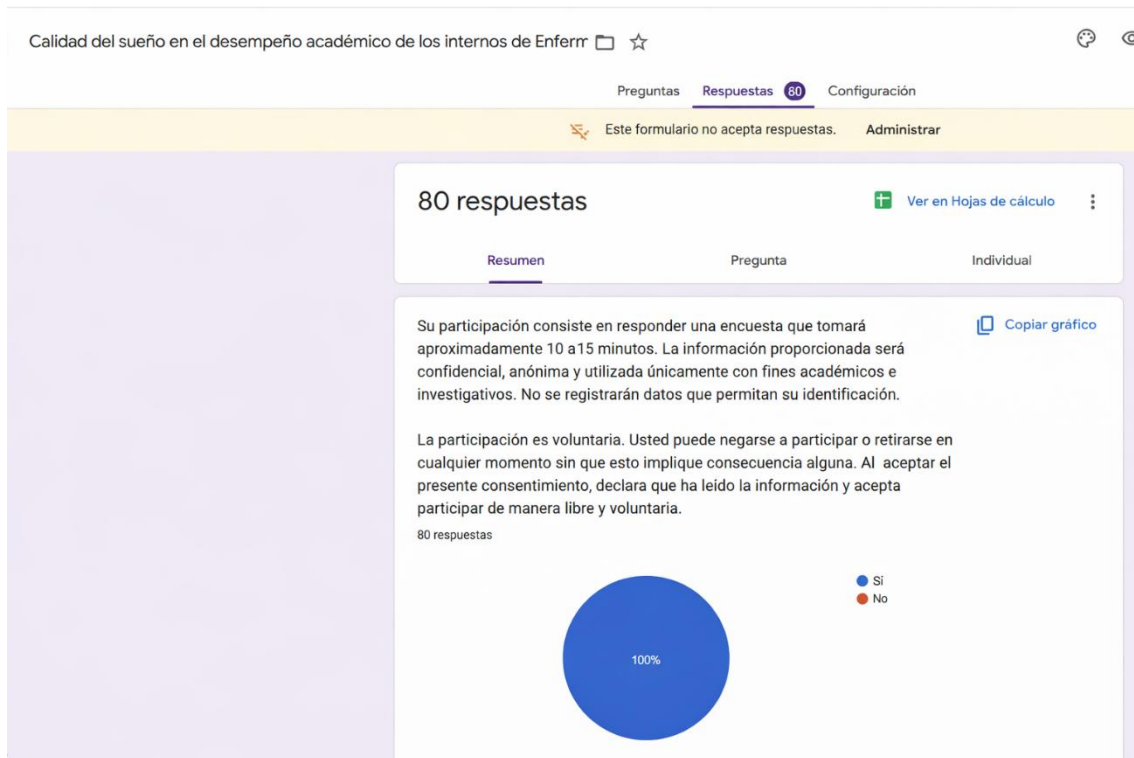 Calidad del sueño en el desempeño académico de los internos de Enferm
Preguntas Respuestas 80 Configuración
Este formulario no acepta respuestas. Administrar
80 respuestas
Ver en Hojas de cálculo
Resumen Pregunta Individual
Su participación consiste en responder una encuesta que tomará
aproximadamente 10 a15 minutos. La información proporcionada será
confidencial, anónima y utilizada únicamente con fines académicos e
investigativos. No se registrarán datos que permitan su identificación.
Copiar gráfico
La participación es voluntaria. Usted puede negarse a participar o retirarse en
cualquier momento sin que esto implique consecuencia alguna. Al aceptar el
presente consentimiento, declara que ha leído la información y acepta
participar de manera libre y voluntaria.
80 respuestas
Sí
No
100%